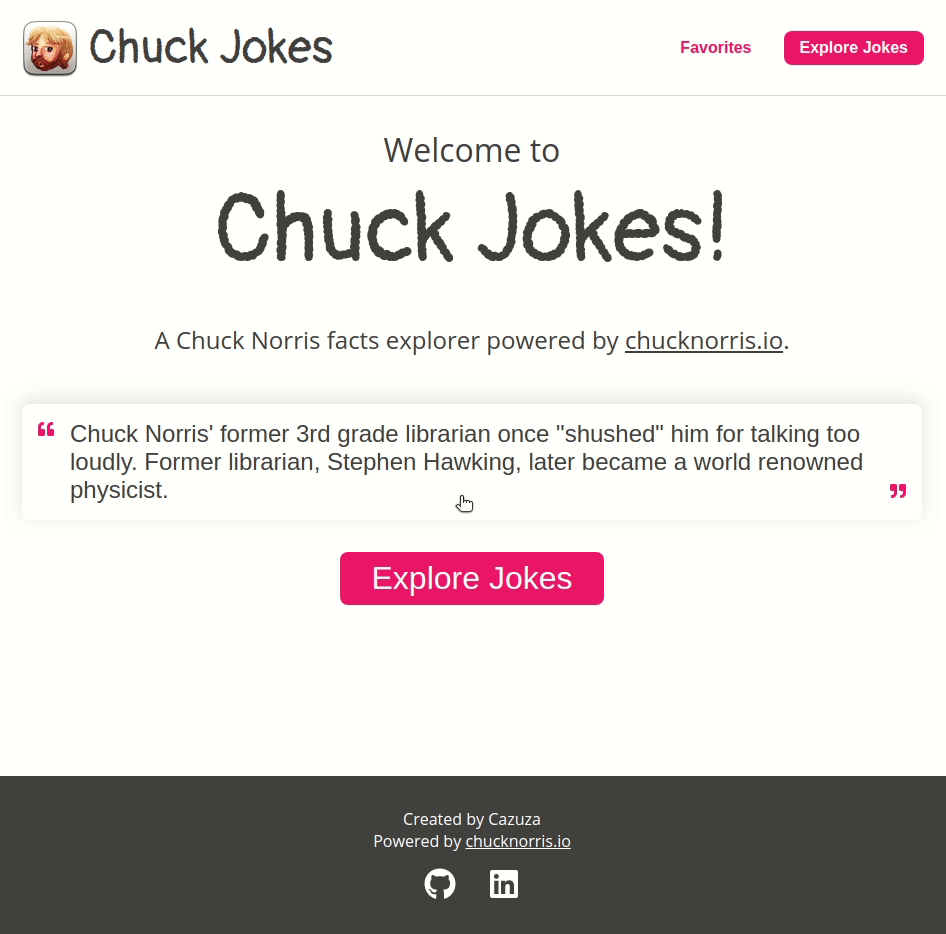 Chuck Jokes
Favorites
Explore Jokes
Welcome to
Chuck Jokes!
A Chuck Norris facts explorer powered by chucknorris.io.
Chuck Norris' former 3rd grade librarian once "shushed" him for talking too
loudly. Former librarian, Stephen Hawking, later became a world renowned
physicist.
Explore Jokes
Created by Cazuza
Powered by chucknorris.io
in